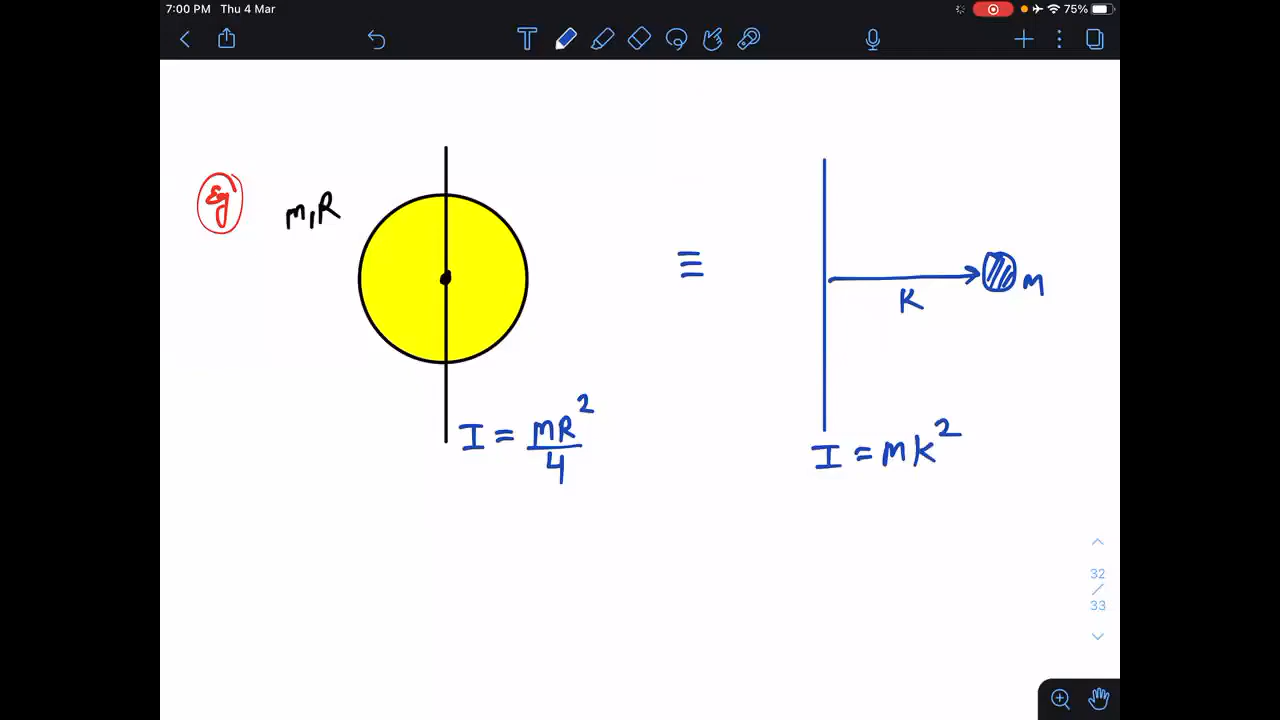 7:00 PM Thu 4 Mar
75%
T
Eg
m,R
≡
K
m
I = mR²/4
I = mK²
32
/
33